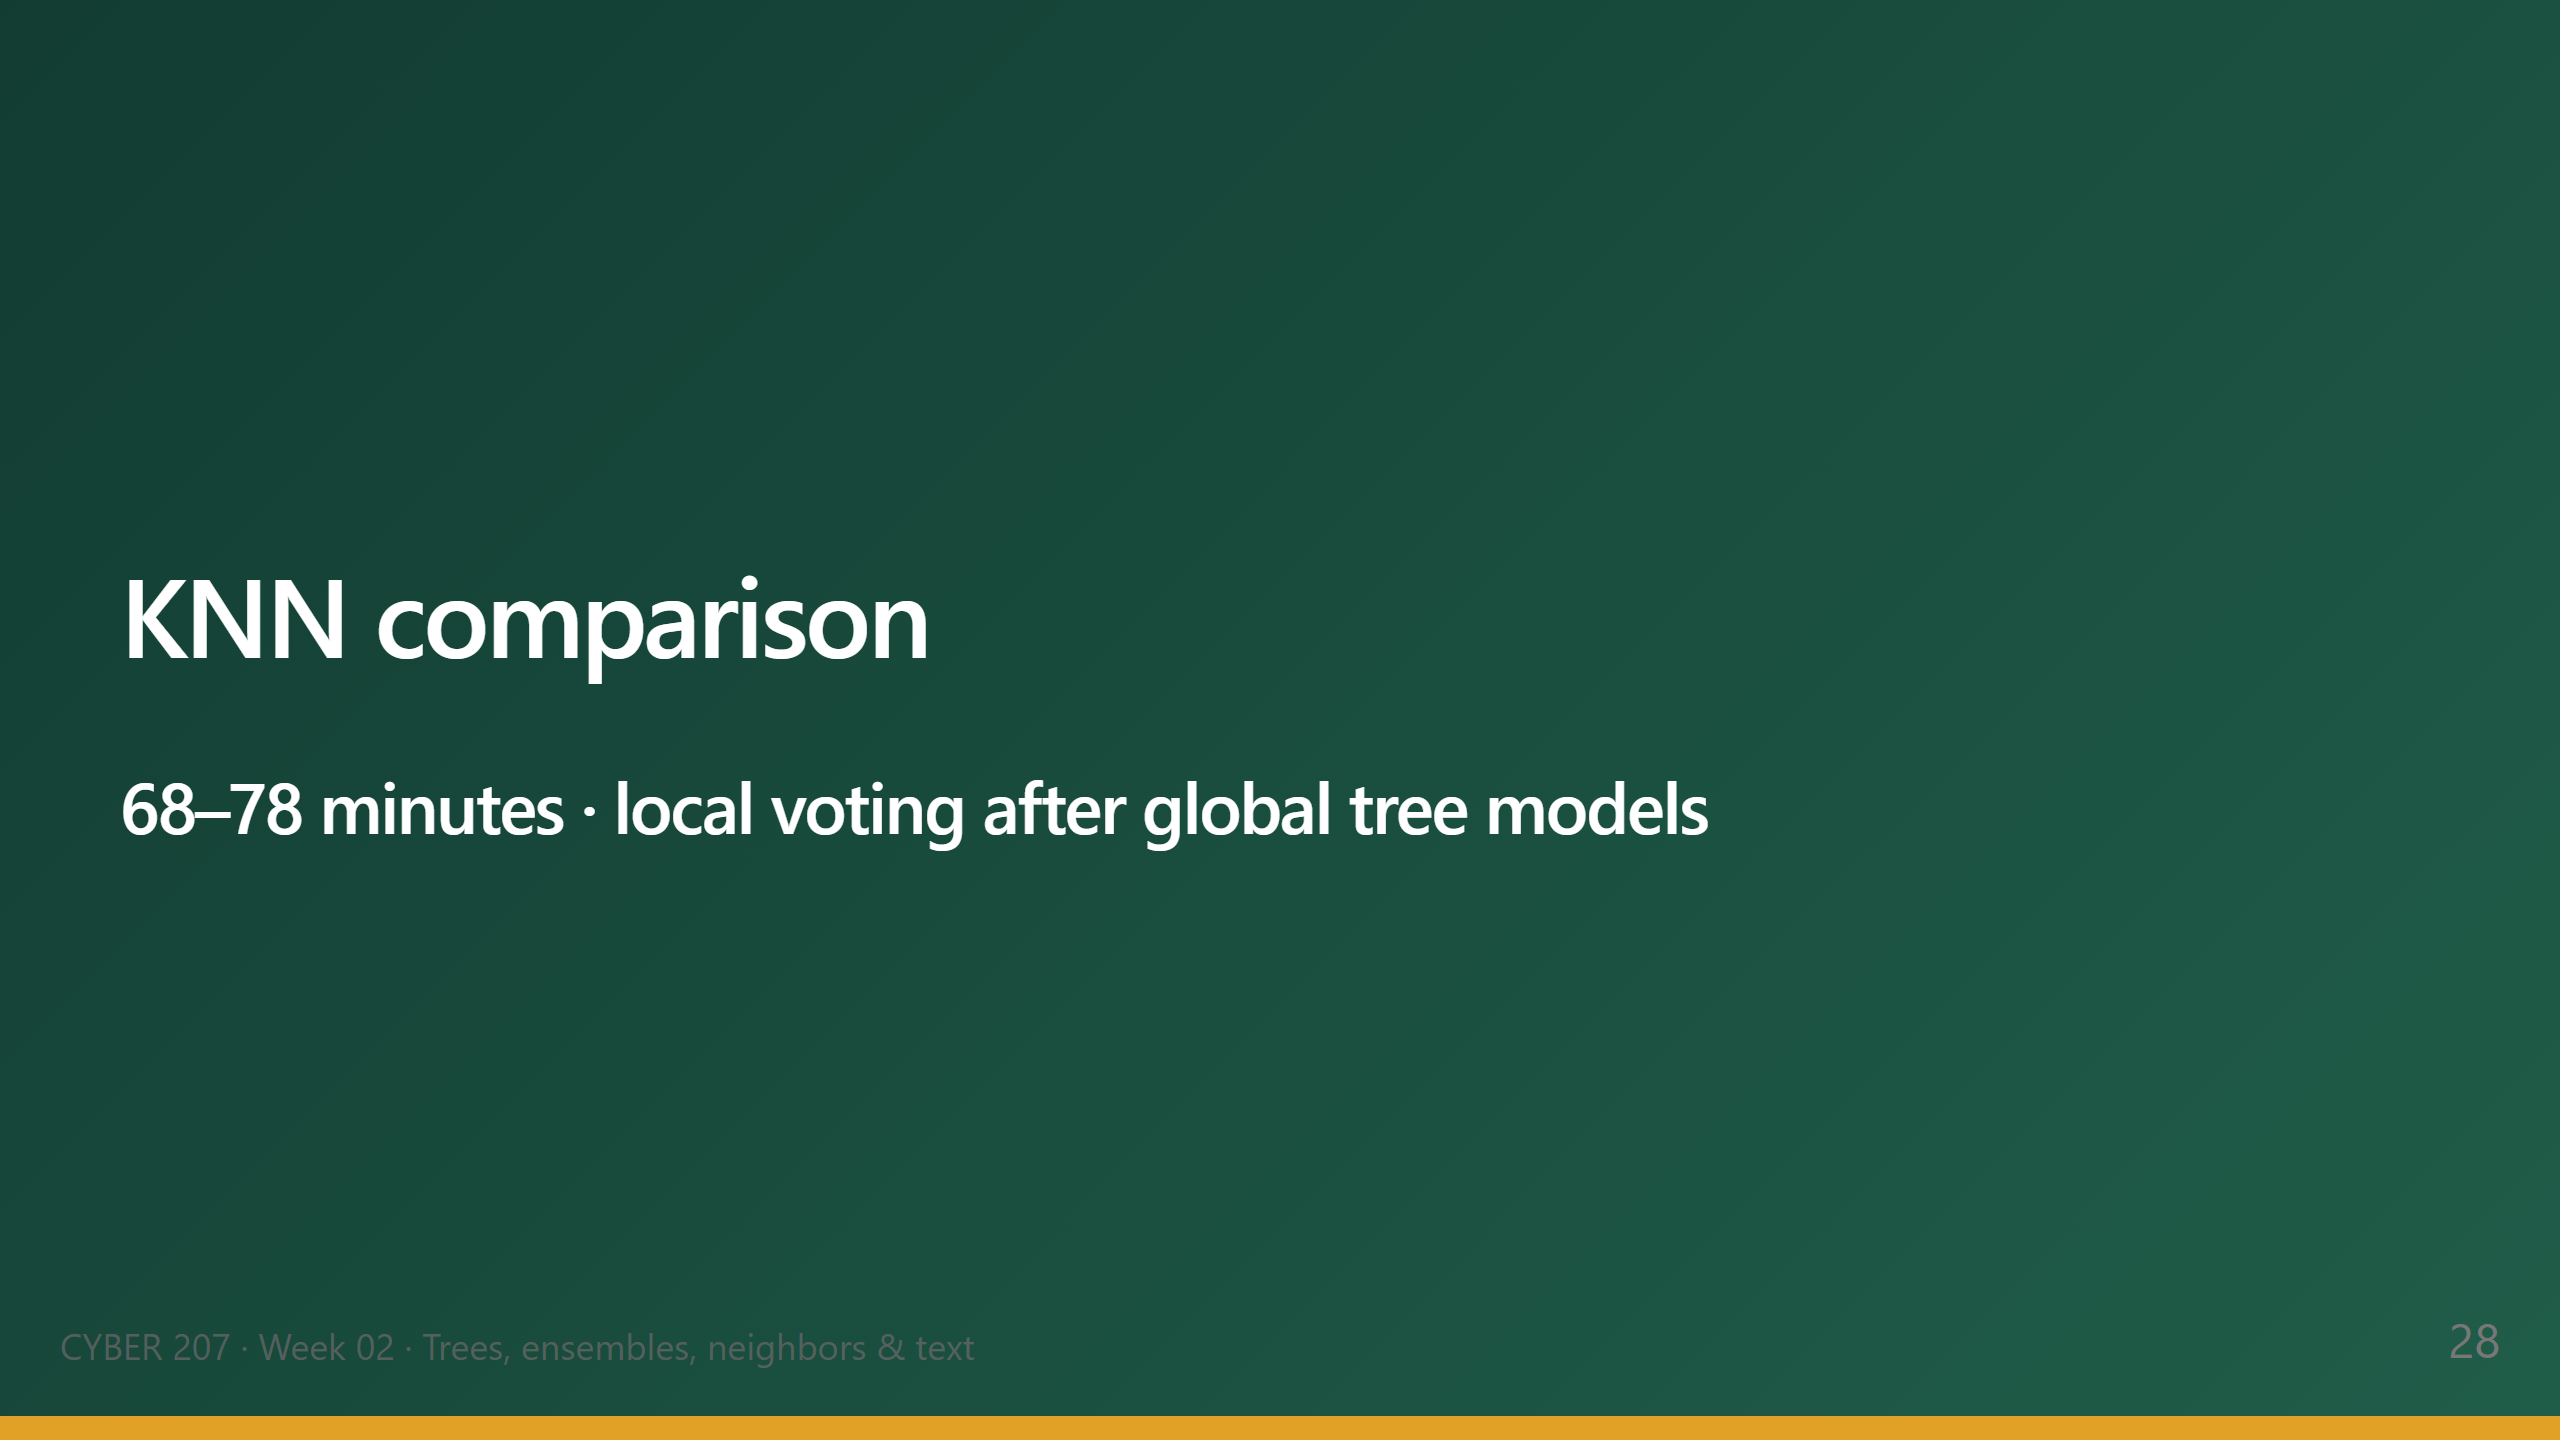 KNN comparison
68–78 minutes · local voting after global tree models
CYBER 207 · Week 02 · Trees, ensembles, neighbors & text
28